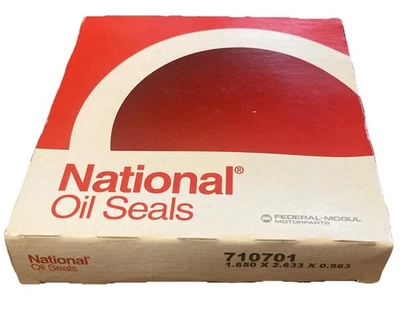 National®
Oil Seals
FEDERAL-MOGUL
MOTORPARTS
National®
Oil Seals
710701
1.650 X 2.633 X 0.963